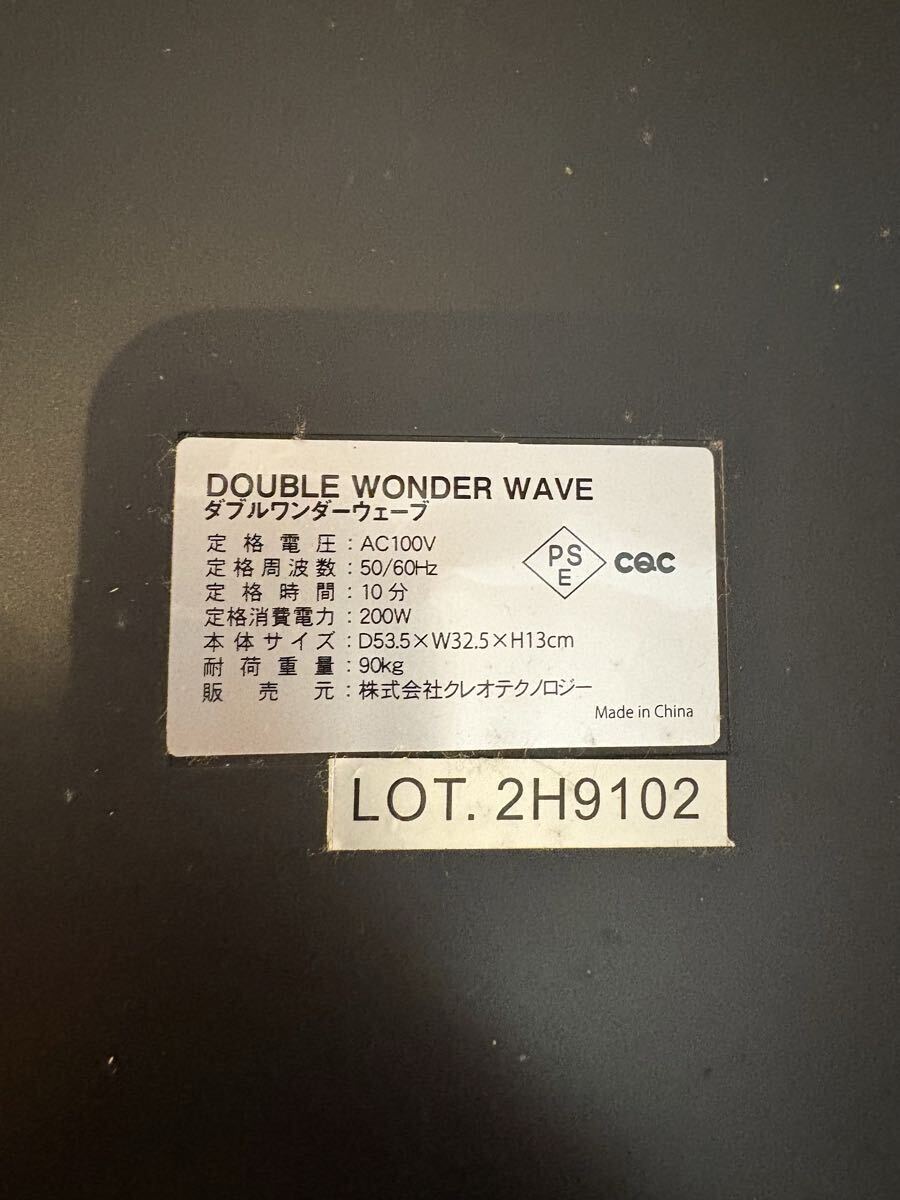 DOUBLE WONDER WAVE
ダブルワンダーウェーブ
定格電圧：AC100V
定格周波数：50/60Hz
定格時間：10分
定格消費電力：200W
本体サイズ：D53.5×W32.5×H13cm
耐荷重量：90kg
販売元：株式会社クレオテクノロジー
PS
E
CQC
Made in China
LOT. 2H9102